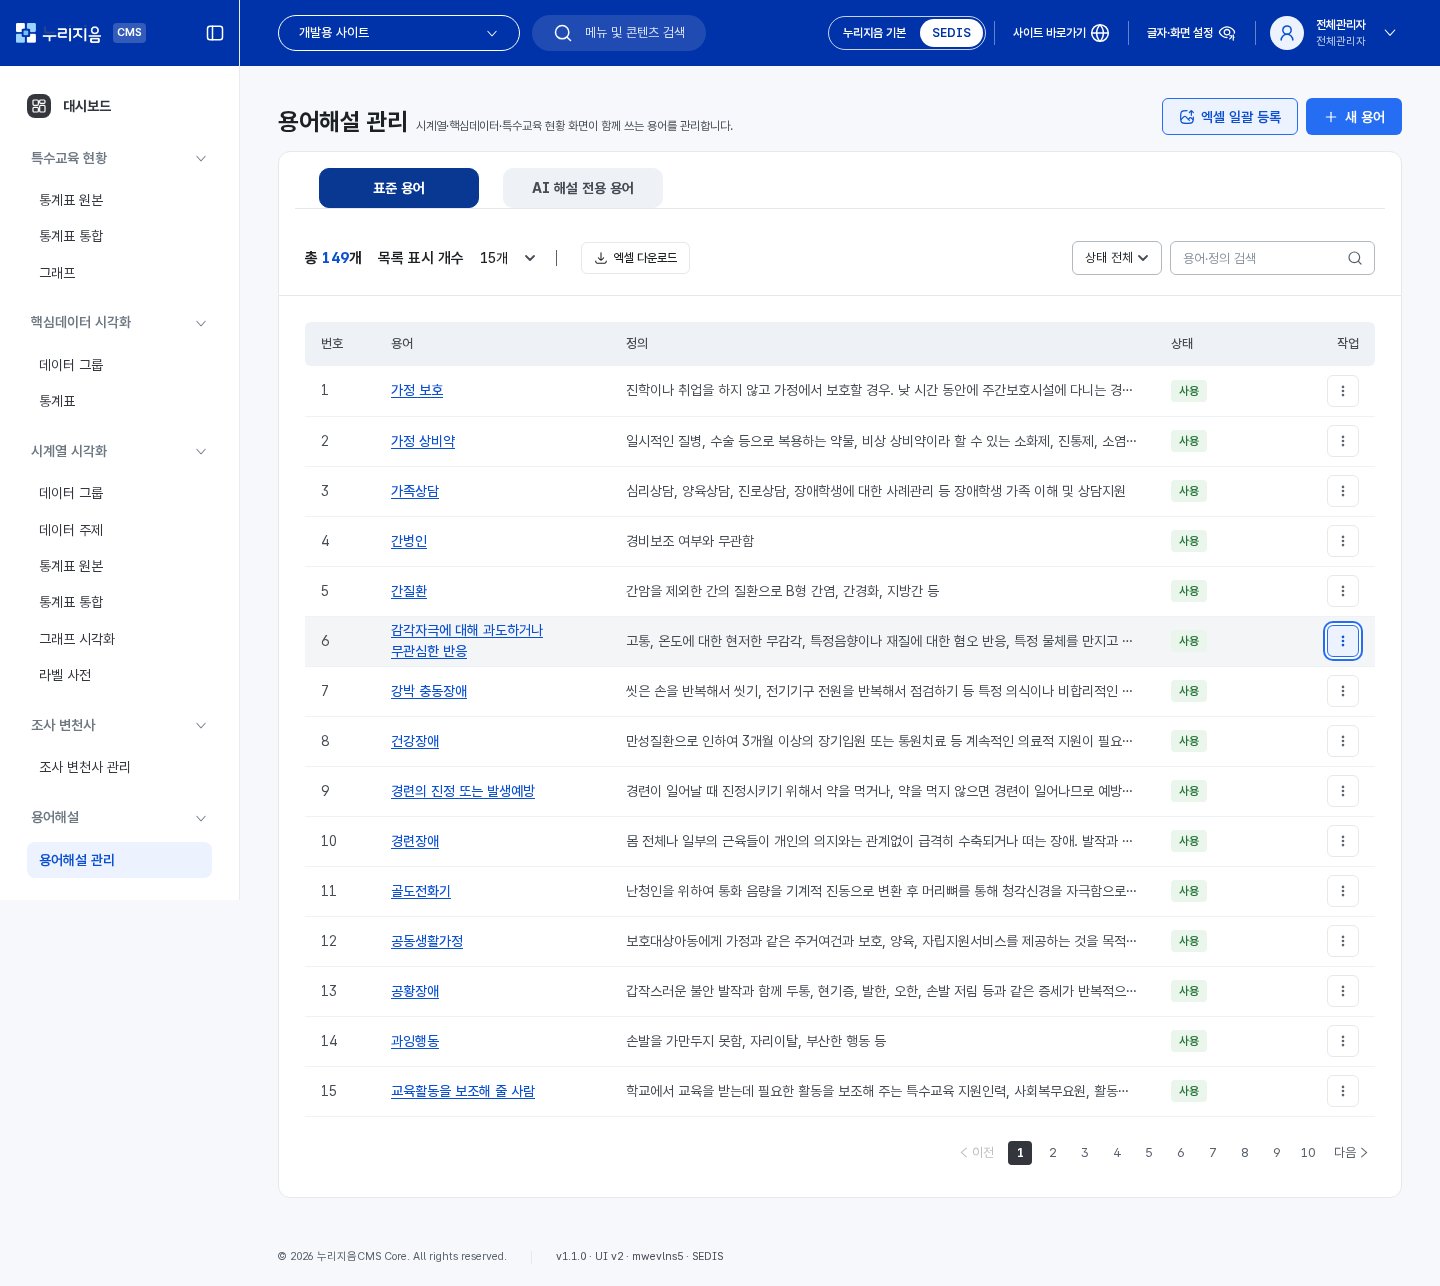 누리지음 CMS
개발용 사이트
메뉴 및 콘텐츠 검색
누리지음 기본
SEDIS
사이트 바로가기
글자·화면 설정
전체관리자
전체관리자
대시보드
특수교육 현황
통계표 원본
통계표 통합
그래프
핵심데이터 시각화
데이터 그룹
통계표
시계열 시각화
데이터 그룹
데이터 주제
통계표 원본
통계표 통합
그래프 시각화
라벨 사전
조사 변천사
조사 변천사 관리
용어해설
용어해설 관리
용어해설 관리 시계열·핵심데이터·특수교육 현황 화면이 함께 쓰는 용어를 관리합니다.
엑셀 일괄 등록
새 용어
표준 용어
AI 해설 전용 용어
총 149개 목록 표시 개수 15개 엑셀 다운로드 상태 전체 용어·정의 검색
번호 용어 정의 상태 작업
1 가정 보호 진학이나 취업을 하지 않고 가정에서 보호할 경우. 낮 시간 동안에 주간보호시설에 다니는 경… 사용
2 가정 상비약 일시적인 질병, 수술 등으로 복용하는 약물, 비상 상비약이라 할 수 있는 소화제, 진통제, 소염… 사용
3 가족상담 심리상담, 양육상담, 진로상담, 장애학생에 대한 사례관리 등 장애학생 가족 이해 및 상담지원 사용
4 간병인 경비보조 여부와 무관함 사용
5 간질환 간암을 제외한 간의 질환으로 B형 간염, 간경화, 지방간 등 사용
6 감각자극에 대해 과도하거나
무관심한 반응 고통, 온도에 대한 현저한 무감각, 특정음향이나 재질에 대한 혐오 반응, 특정 물체를 만지고 … 사용
7 강박 충동장애 씻은 손을 반복해서 씻기, 전기기구 전원을 반복해서 점검하기 등 특정 의식이나 비합리적인 … 사용
8 건강장애 만성질환으로 인하여 3개월 이상의 장기입원 또는 통원치료 등 계속적인 의료적 지원이 필요… 사용
9 경련의 진정 또는 발생예방 경련이 일어날 때 진정시키기 위해서 약을 먹거나, 약을 먹지 않으면 경련이 일어나므로 예방… 사용
10 경련장애 몸 전체나 일부의 근육들이 개인의 의지와는 관계없이 급격히 수축되거나 떠는 장애. 발작과 … 사용
11 골도전화기 난청인을 위하여 통화 음량을 기계적 진동으로 변환 후 머리뼈를 통해 청각신경을 자극함으로… 사용
12 공동생활가정 보호대상아동에게 가정과 같은 주거여건과 보호, 양육, 자립지원서비스를 제공하는 것을 목적… 사용
13 공황장애 갑작스러운 불안 발작과 함께 두통, 현기증, 발한, 오한, 손발 저림 등과 같은 증세가 반복적으… 사용
14 과잉행동 손발을 가만두지 못함, 자리이탈, 부산한 행동 등 사용
15 교육활동을 보조해 줄 사람 학교에서 교육을 받는데 필요한 활동을 보조해 주는 특수교육 지원인력, 사회복무요원, 활동… 사용
이전 1 2 3 4 5 6 7 8 9 10 다음
© 2026 누리지음CMS Core. All rights reserved. v1.1.0 · UI v2 · mwevlns5 · SEDIS